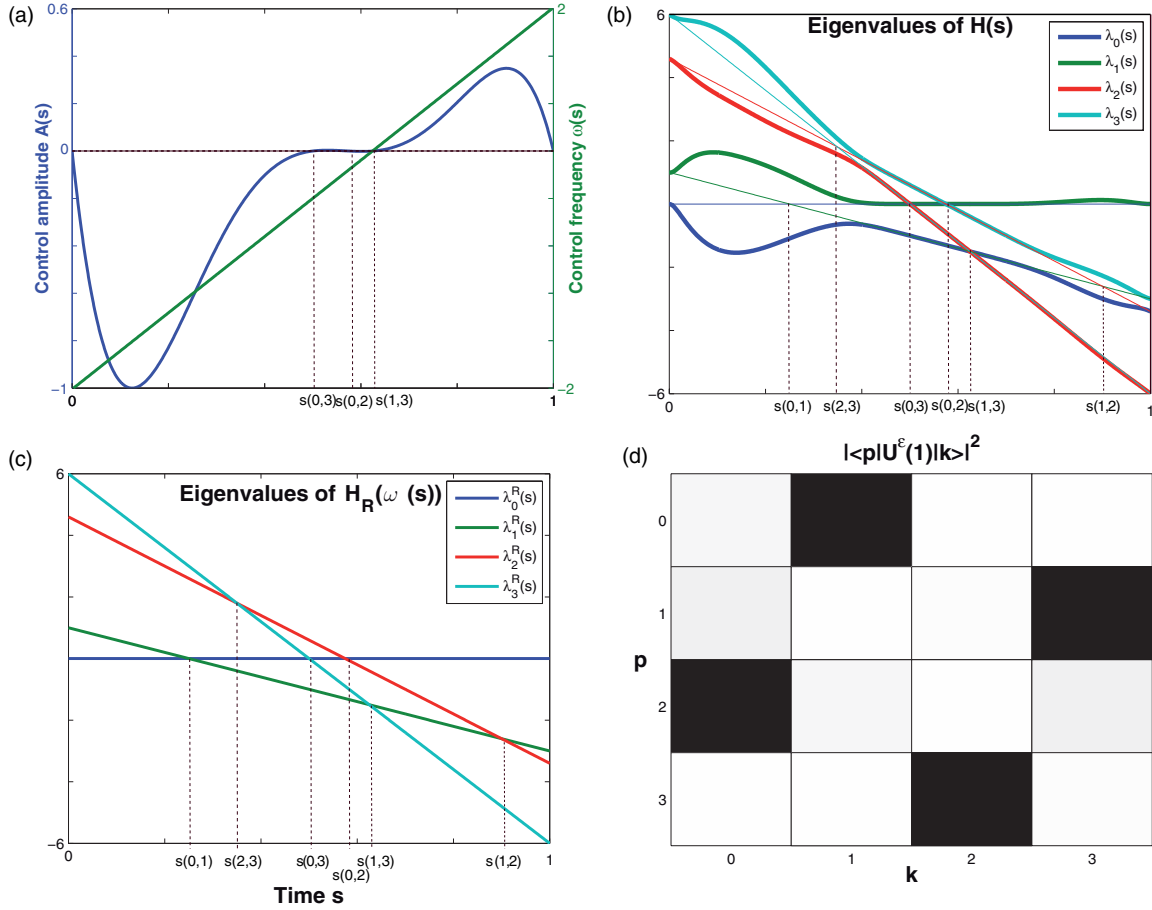 (a)
0.6
0
−1
Control amplitude A(s)
2
0
−2
Control frequency ω(s)
0
s(0,3)
s(0,2)
s(1,3)
1
(b)
Eigenvalues of H(s)
6
−6
λ0(s)
λ1(s)
λ2(s)
λ3(s)
0
s(0,1)
s(2,3)
s(0,3)
s(0,2)
s(1,3)
s(1,2)
1
(c)
Eigenvalues of HR(ω (s))
6
−6
λ0R(s)
λ1R(s)
λ2R(s)
λ3R(s)
0
s(0,1)
s(2,3)
s(0,3)
s(0,2)
s(1,3)
s(1,2)
1
Time s
(d)
|<p|Uε(1)|k>|2
0
1
2
3
p
0
1
2
3
k